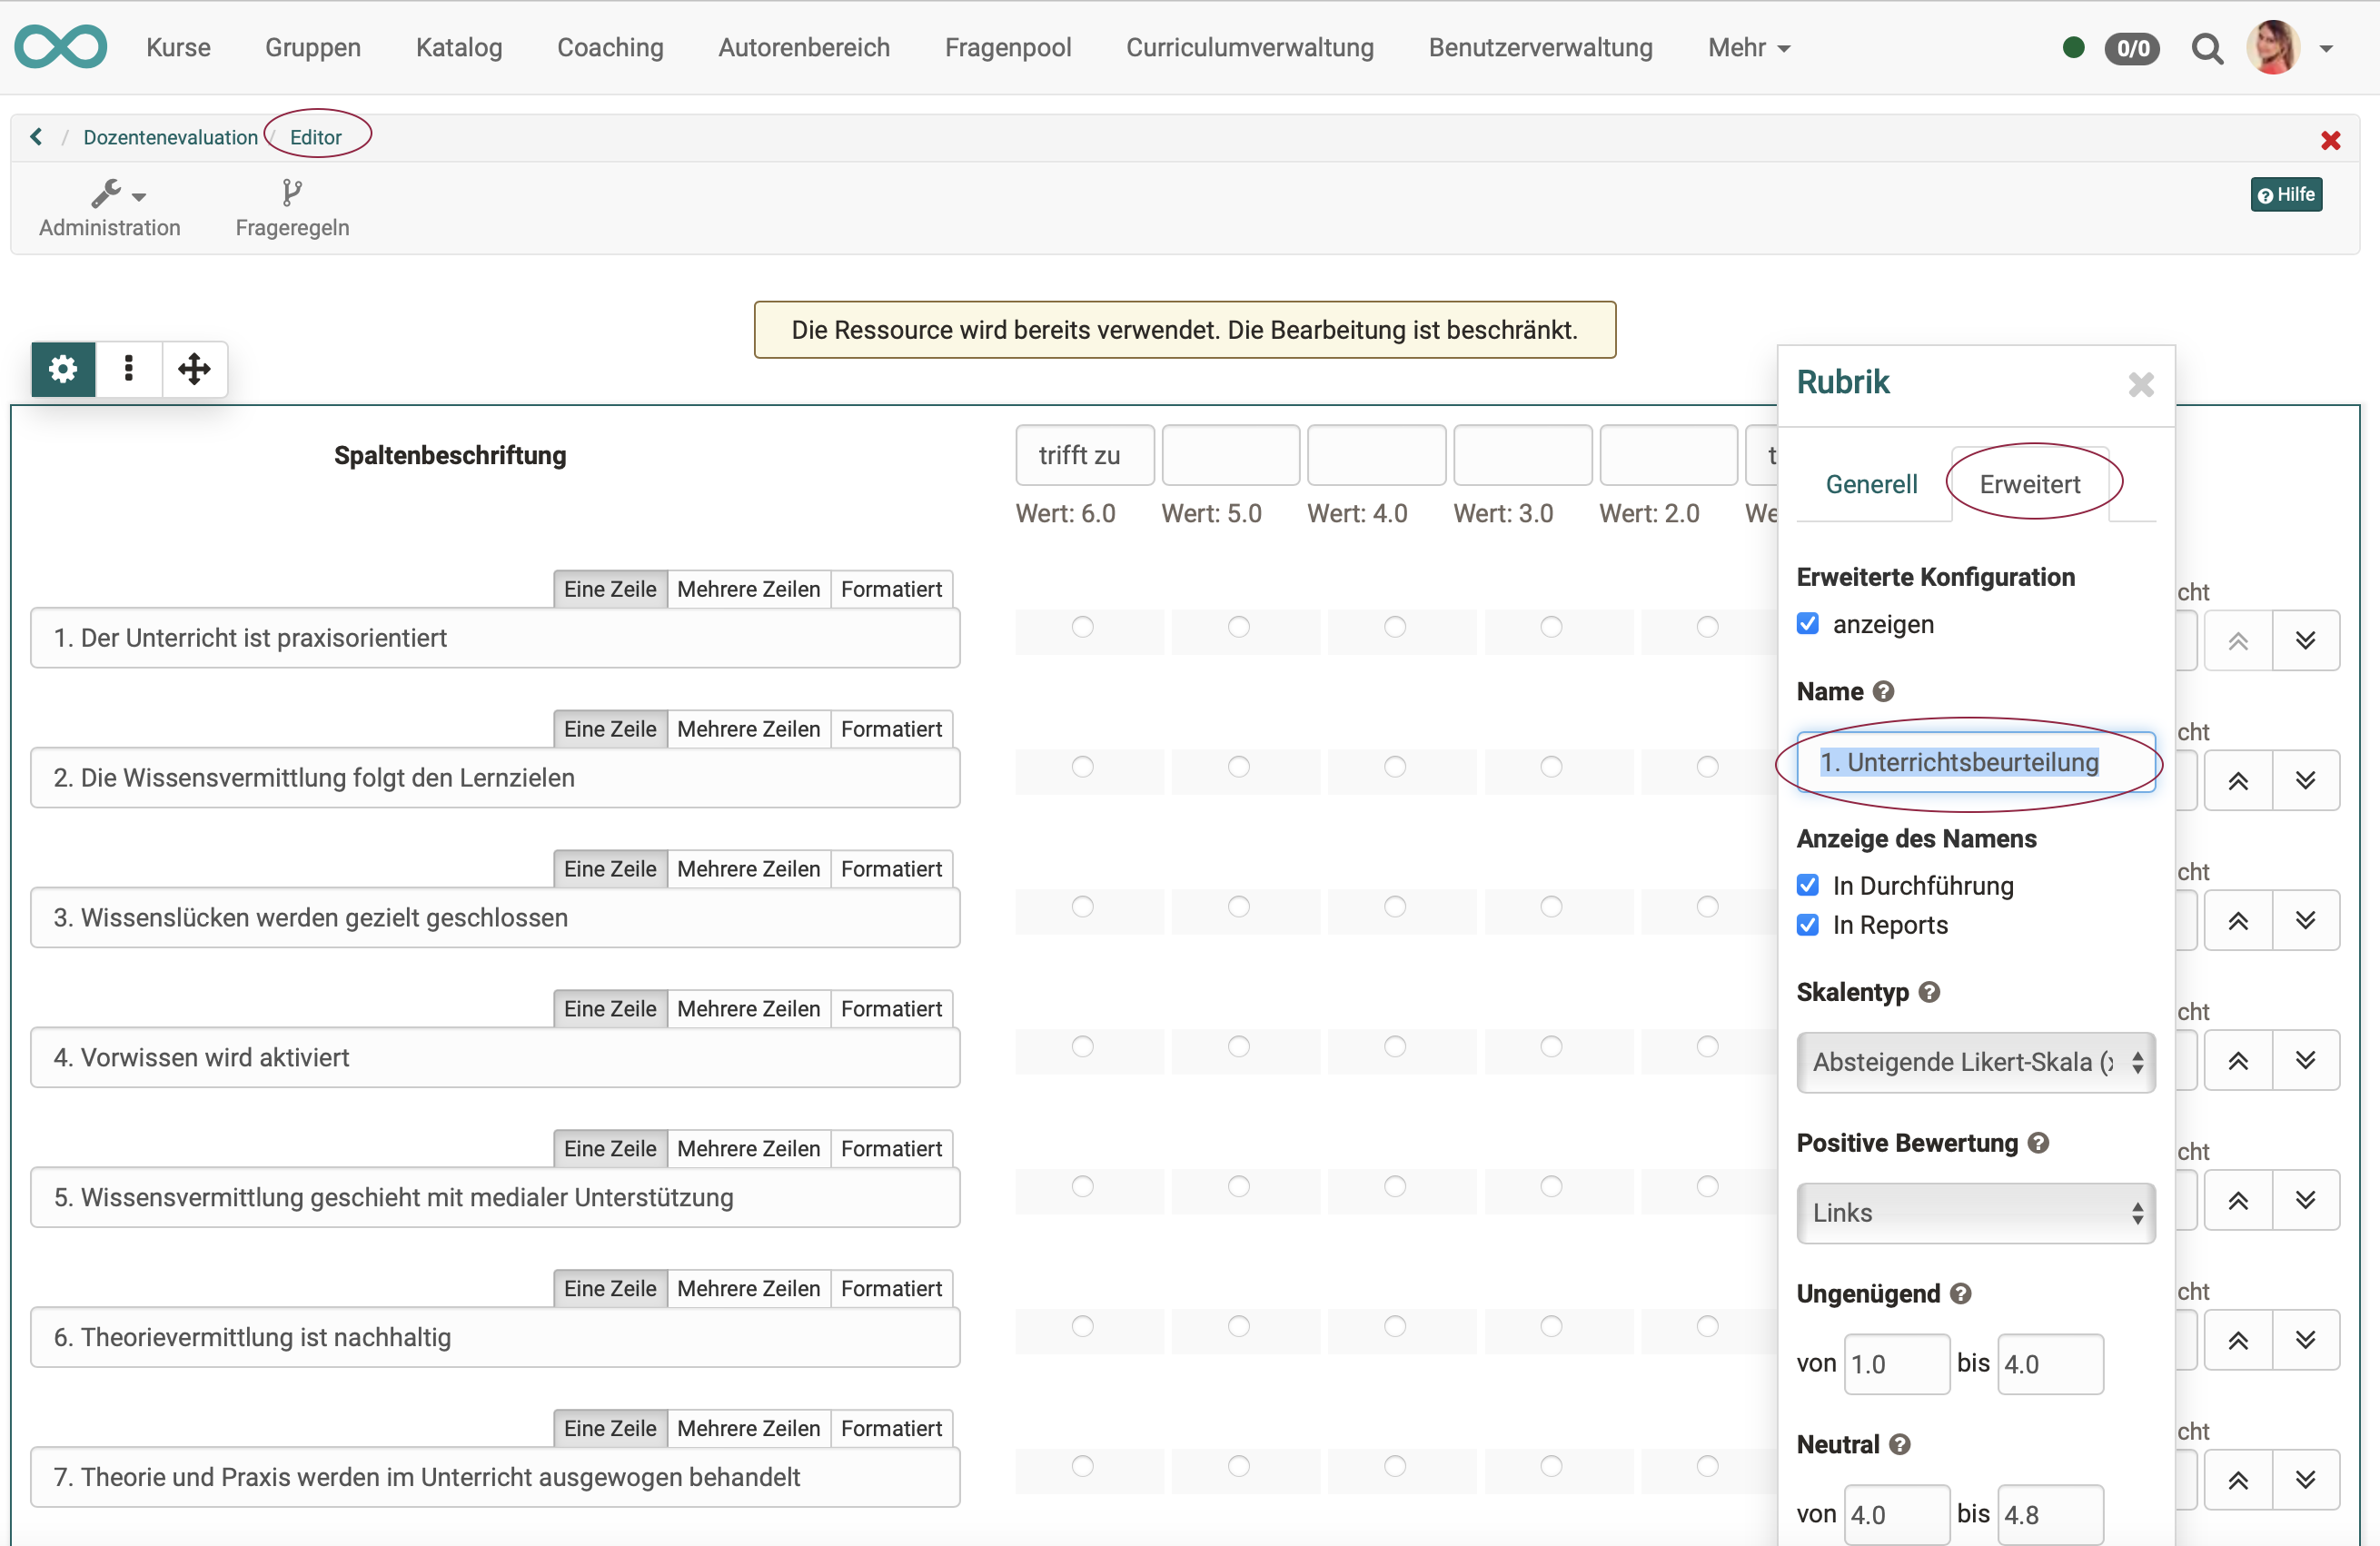 Kurse Gruppen Katalog Coaching Autorenbereich Fragenpool Curriculumverwaltung Benutzerverwaltung Mehr 0/0
/ Dozentenevaluation / Editor
Administration Frageregeln
Hilfe
Die Ressource wird bereits verwendet. Die Bearbeitung ist beschränkt.
Spaltenbeschriftung
trifft zu
Wert: 6.0 Wert: 5.0 Wert: 4.0 Wert: 3.0 Wert: 2.0
Eine Zeile Mehrere Zeilen Formatiert
1. Der Unterricht ist praxisorientiert
Eine Zeile Mehrere Zeilen Formatiert
2. Die Wissensvermittlung folgt den Lernzielen
Eine Zeile Mehrere Zeilen Formatiert
3. Wissenslücken werden gezielt geschlossen
Eine Zeile Mehrere Zeilen Formatiert
4. Vorwissen wird aktiviert
Eine Zeile Mehrere Zeilen Formatiert
5. Wissensvermittlung geschieht mit medialer Unterstützung
Eine Zeile Mehrere Zeilen Formatiert
6. Theorievermittlung ist nachhaltig
Eine Zeile Mehrere Zeilen Formatiert
7. Theorie und Praxis werden im Unterricht ausgewogen behandelt
Rubrik
Generell Erweitert
Erweiterte Konfiguration
anzeigen
Name
1. Unterrichtsbeurteilung
Anzeige des Namens
In Durchführung
In Reports
Skalentyp
Absteigende Likert-Skala (
Positive Bewertung
Links
Ungenügend
von 1.0 bis 4.0
Neutral
von 4.0 bis 4.8